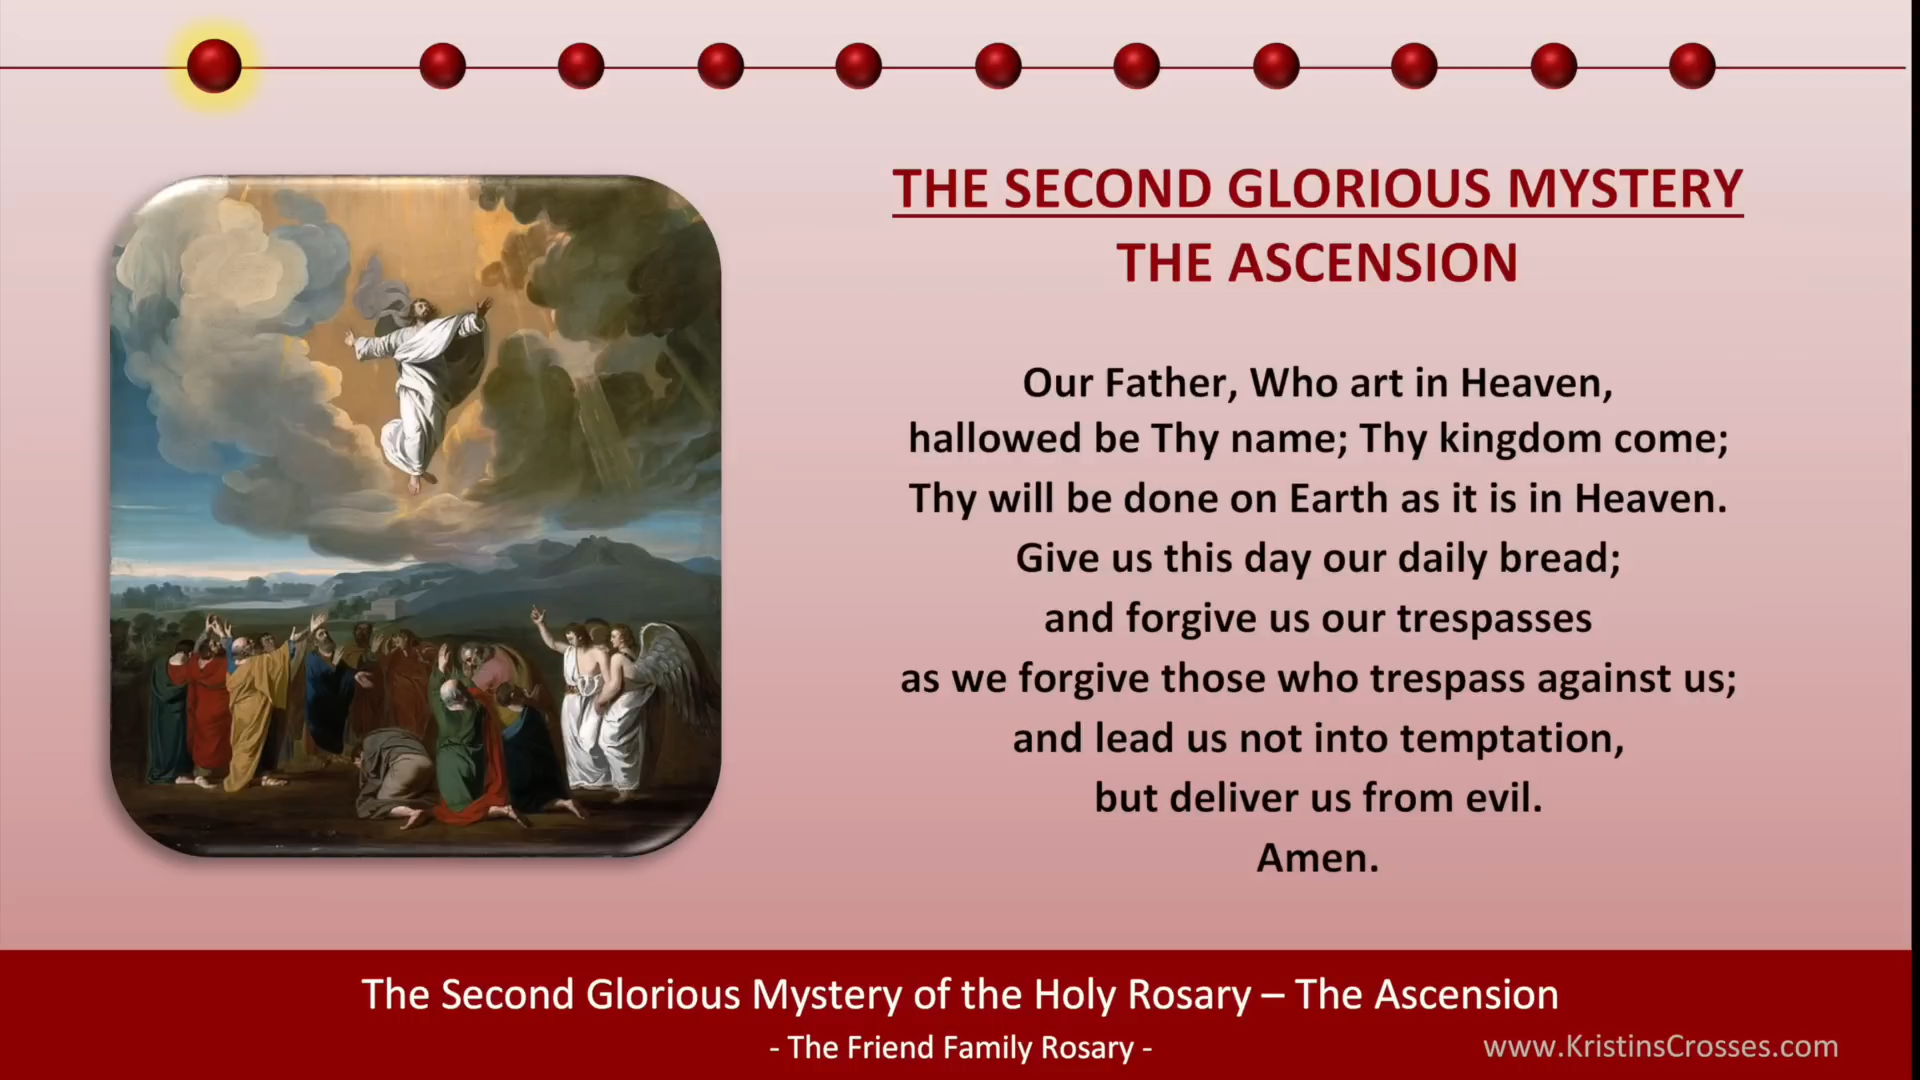 THE SECOND GLORIOUS MYSTERY
THE ASCENSION
Our Father, Who art in Heaven,
hallowed be Thy name; Thy kingdom come;
Thy will be done on Earth as it is in Heaven.
Give us this day our daily bread;
and forgive us our trespasses
as we forgive those who trespass against us;
and lead us not into temptation,
but deliver us from evil.
Amen.
The Second Glorious Mystery of the Holy Rosary – The Ascension
- The Friend Family Rosary -
www.KristinsCrosses.com